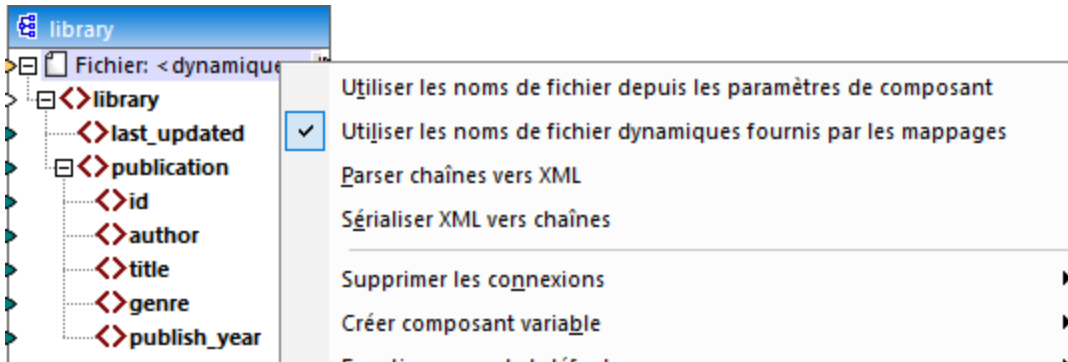 library
Fichier: <dynamique
library
last_updated
publication
id
author
title
genre
publish_year
Utiliser les noms de fichier depuis les paramètres de composant
Utiliser les noms de fichier dynamiques fournis par les mappages
Parser chaînes vers XML
Sérialiser XML vers chaînes
Supprimer les connexions
Créer composant variable